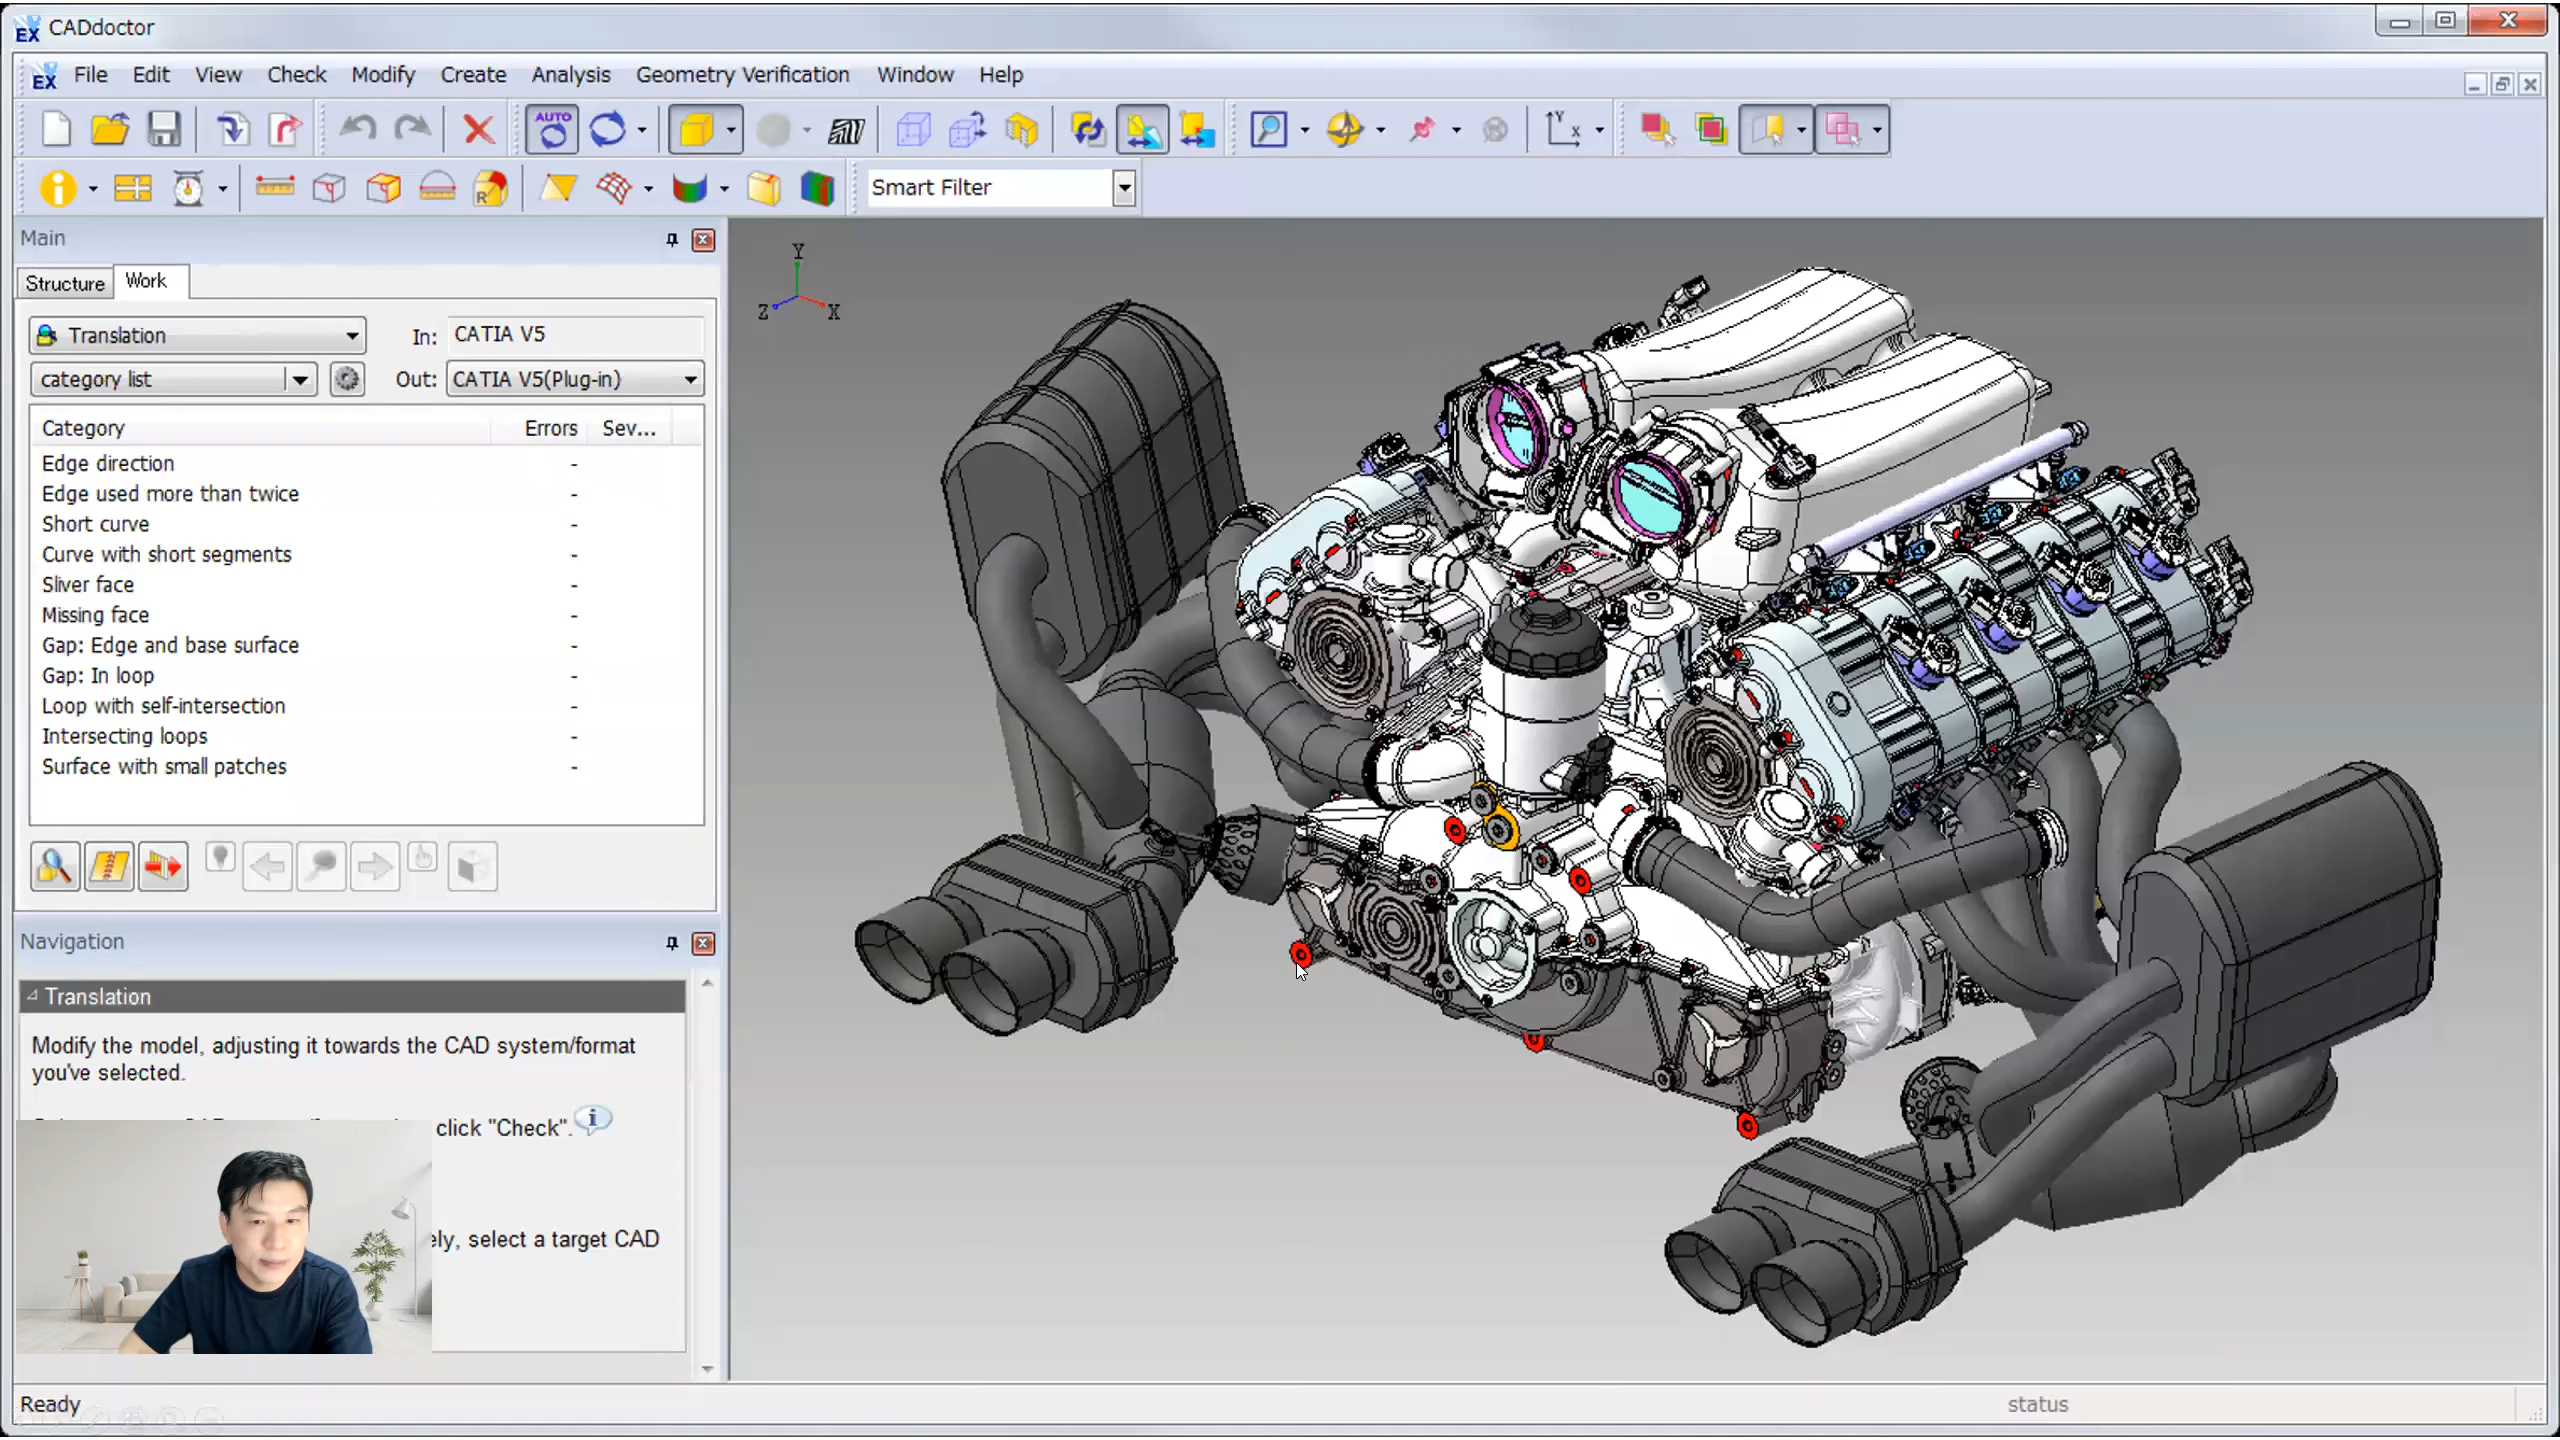 EX CADdoctor
EX File Edit View Check Modify Create Analysis Geometry Verification Window Help
AUTO
Y X
R
Smart Filter
Main
Structure Work
Translation In: CATIA V5
category list Out: CATIA V5(Plug-in)
Category Errors Sev...
Edge direction -
Edge used more than twice -
Short curve -
Curve with short segments -
Sliver face -
Missing face -
Gap: Edge and base surface -
Gap: In loop -
Loop with self-intersection -
Intersecting loops -
Surface with small patches -
Navigation
Translation
Modify the model, adjusting it towards the CAD system/format
you've selected.
click "Check".
ely, select a target CAD
Ready
status
Y
Z X